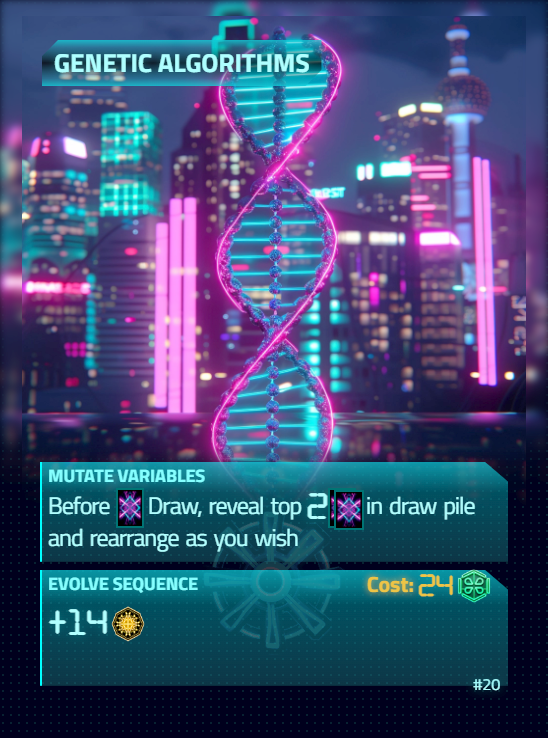 GENETIC ALGORITHMS
MUTATE VARIABLES
Before Draw, reveal top 2 in draw pile
and rearrange as you wish
EVOLVE SEQUENCE Cost: 24
+14
#20